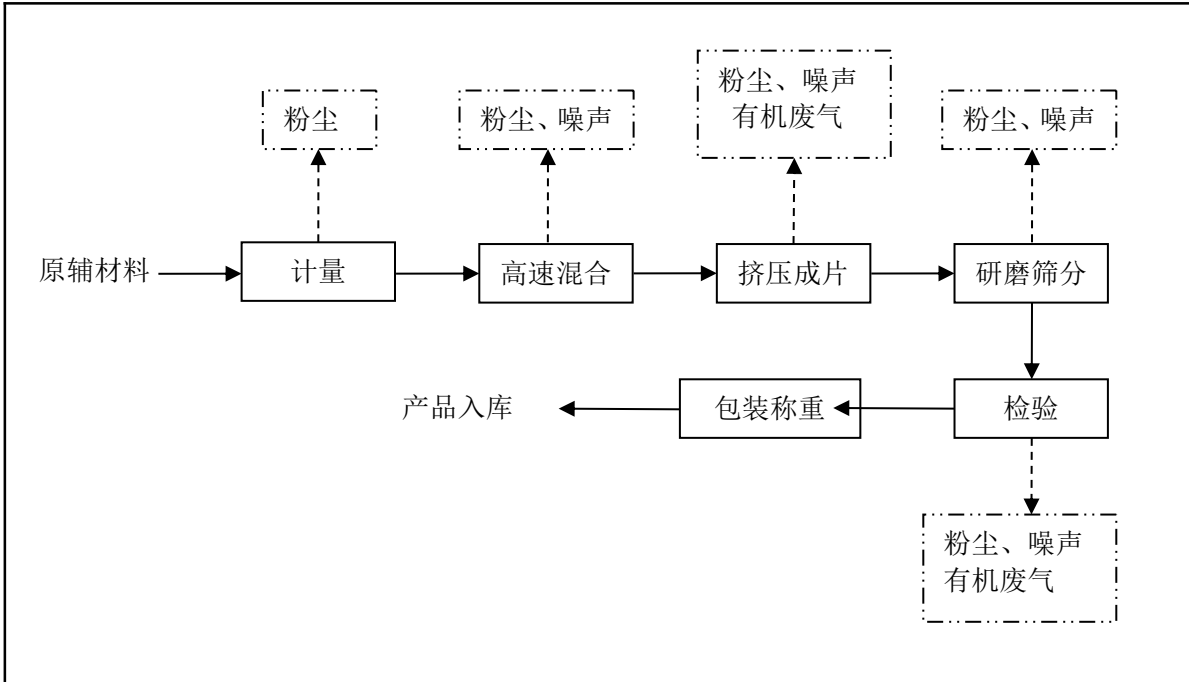 粉尘
粉尘、噪声
粉尘、噪声
有机废气
粉尘、噪声
原辅材料
计量
高速混合
挤压成片
研磨筛分
产品入库
包装称重
检验
粉尘、噪声
有机废气